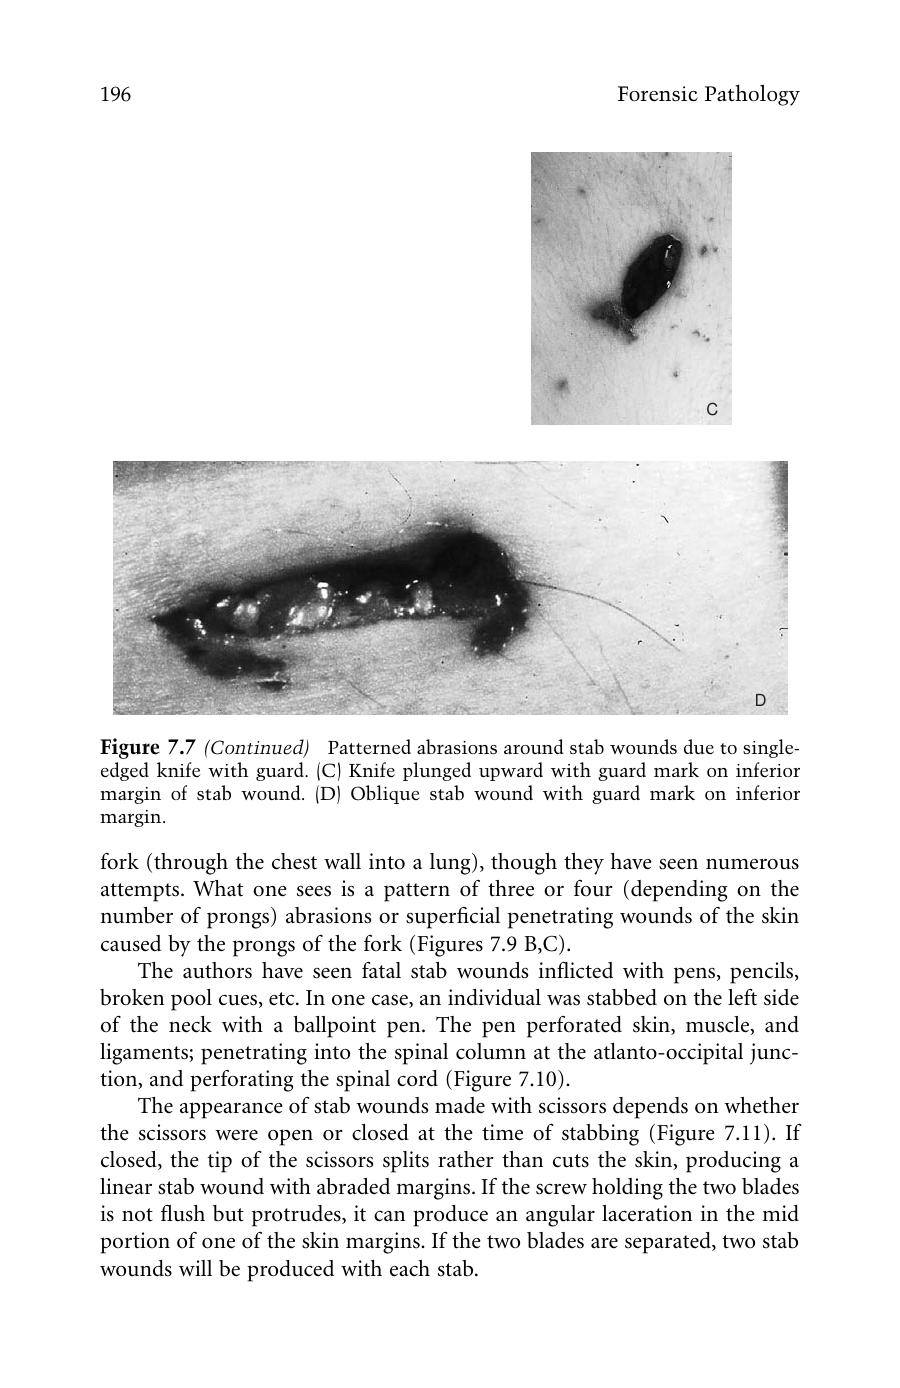 196
Forensic Pathology
C
D
Figure 7.7 (Continued) Patterned abrasions around stab wounds due to single-
edged knife with guard. (C) Knife plunged upward with guard mark on inferior
margin of stab wound. (D) Oblique stab wound with guard mark on inferior
margin.
fork (through the chest wall into a lung), though they have seen numerous
attempts. What one sees is a pattern of three or four (depending on the
number of prongs) abrasions or superficial penetrating wounds of the skin
caused by the prongs of the fork (Figures 7.9 B,C).
The authors have seen fatal stab wounds inflicted with pens, pencils,
broken pool cues, etc. In one case, an individual was stabbed on the left side
of the neck with a ballpoint pen. The pen perforated skin, muscle, and
ligaments; penetrating into the spinal column at the atlanto-occipital junc-
tion, and perforating the spinal cord (Figure 7.10).
The appearance of stab wounds made with scissors depends on whether
the scissors were open or closed at the time of stabbing (Figure 7.11). If
closed, the tip of the scissors splits rather than cuts the skin, producing a
linear stab wound with abraded margins. If the screw holding the two blades
is not flush but protrudes, it can produce an angular laceration in the mid
portion of one of the skin margins. If the two blades are separated, two stab
wounds will be produced with each stab.